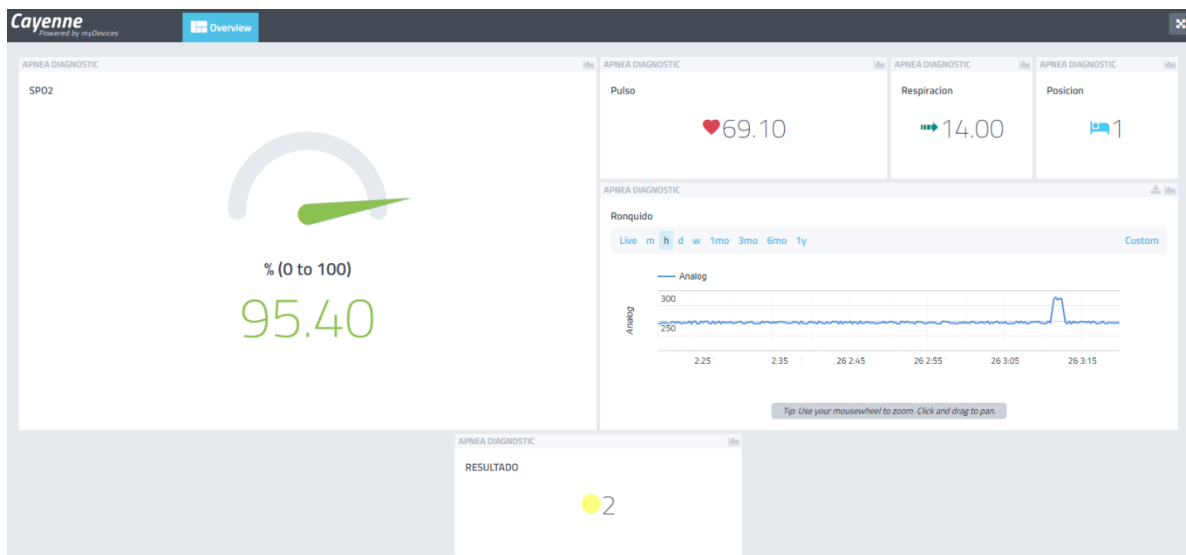 Cayenne
Powered by myDevices
Overview
APNEA DIAGNOSTIC
SPO2
% (0 to 100)
95.40
APNEA DIAGNOSTIC
Pulso
69.10
APNEA DIAGNOSTIC
Respiracion
14.00
APNEA DIAGNOSTIC
Posicion
1
APNEA DIAGNOSTIC
Ronquido
Live m h d w 1mo 3mo 6mo 1y Custom
Analog
Analog
300
250
2:25 2:35 26 2:45 26 2:55 26 3:05 26 3:15
Tip: Use your mousewheel to zoom. Click and drag to pan.
APNEA DIAGNOSTIC
RESULTADO
2